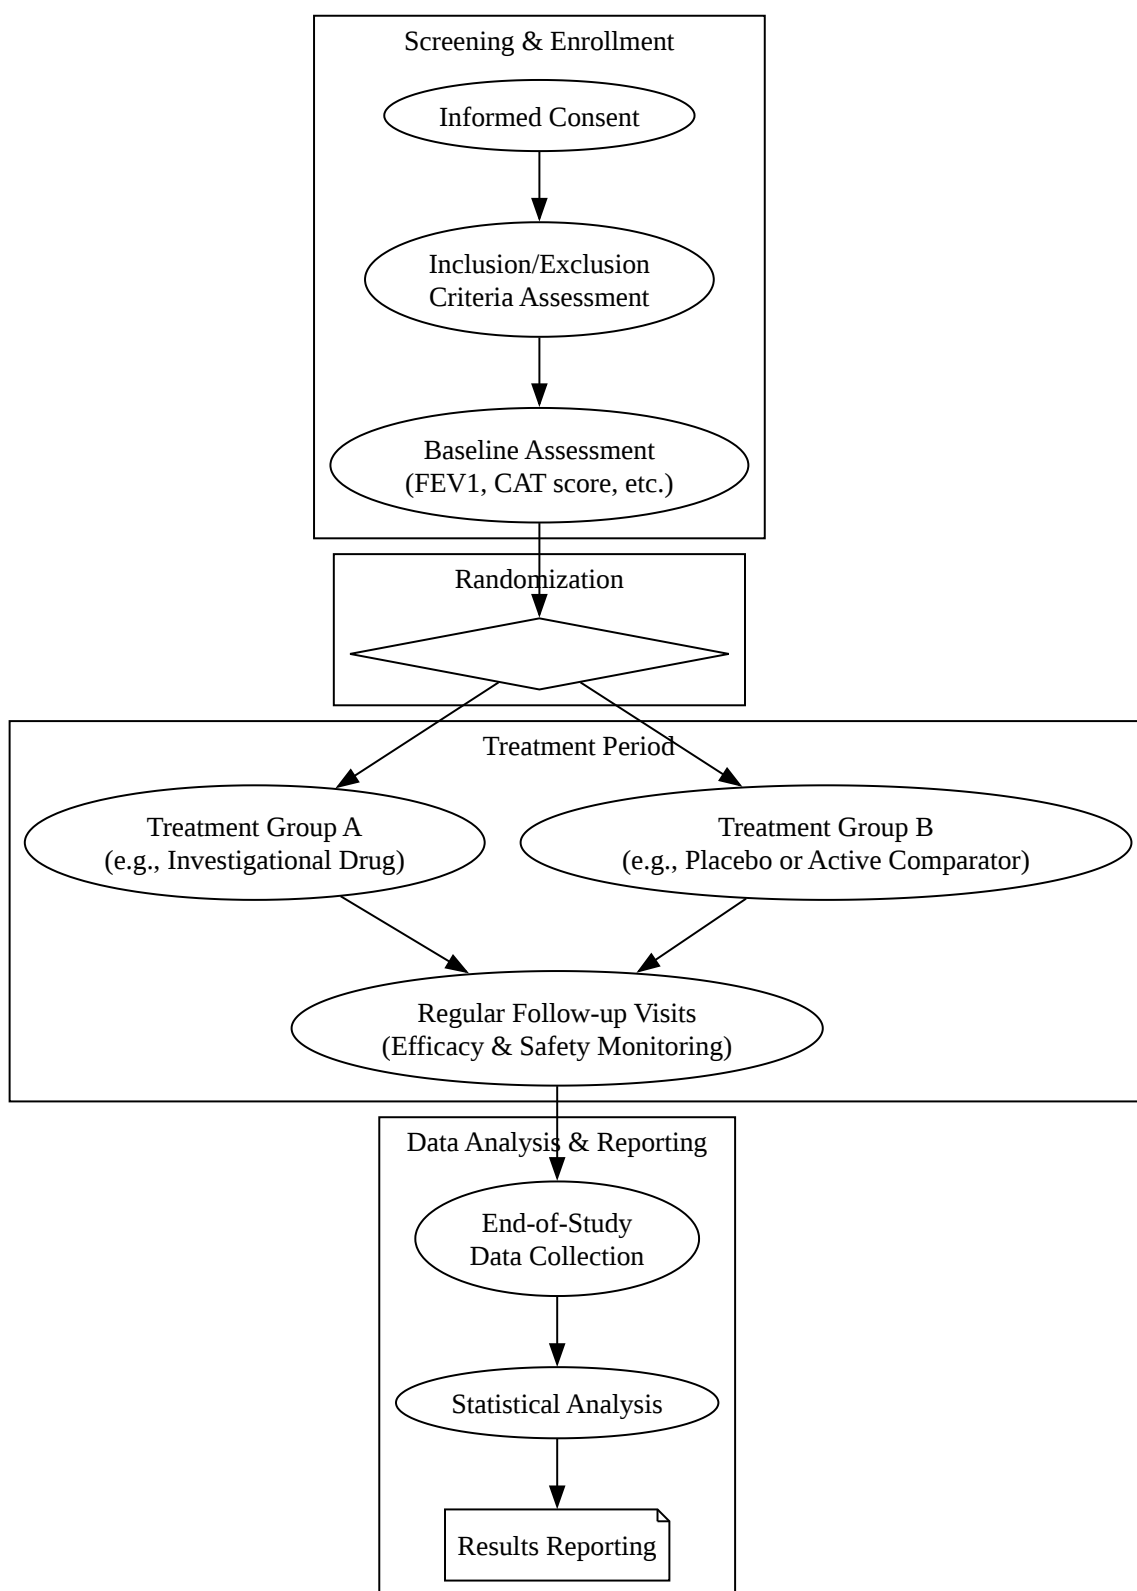 Screening & Enrollment
Informed Consent
Inclusion/Exclusion
Criteria Assessment
Baseline Assessment
(FEV1, CAT score, etc.)
Randomization
Treatment Period
Treatment Group A
(e.g., Investigational Drug)
Treatment Group B
(e.g., Placebo or Active Comparator)
Regular Follow-up Visits
(Efficacy & Safety Monitoring)
Data Analysis & Reporting
End-of-Study
Data Collection
Statistical Analysis
Results Reporting